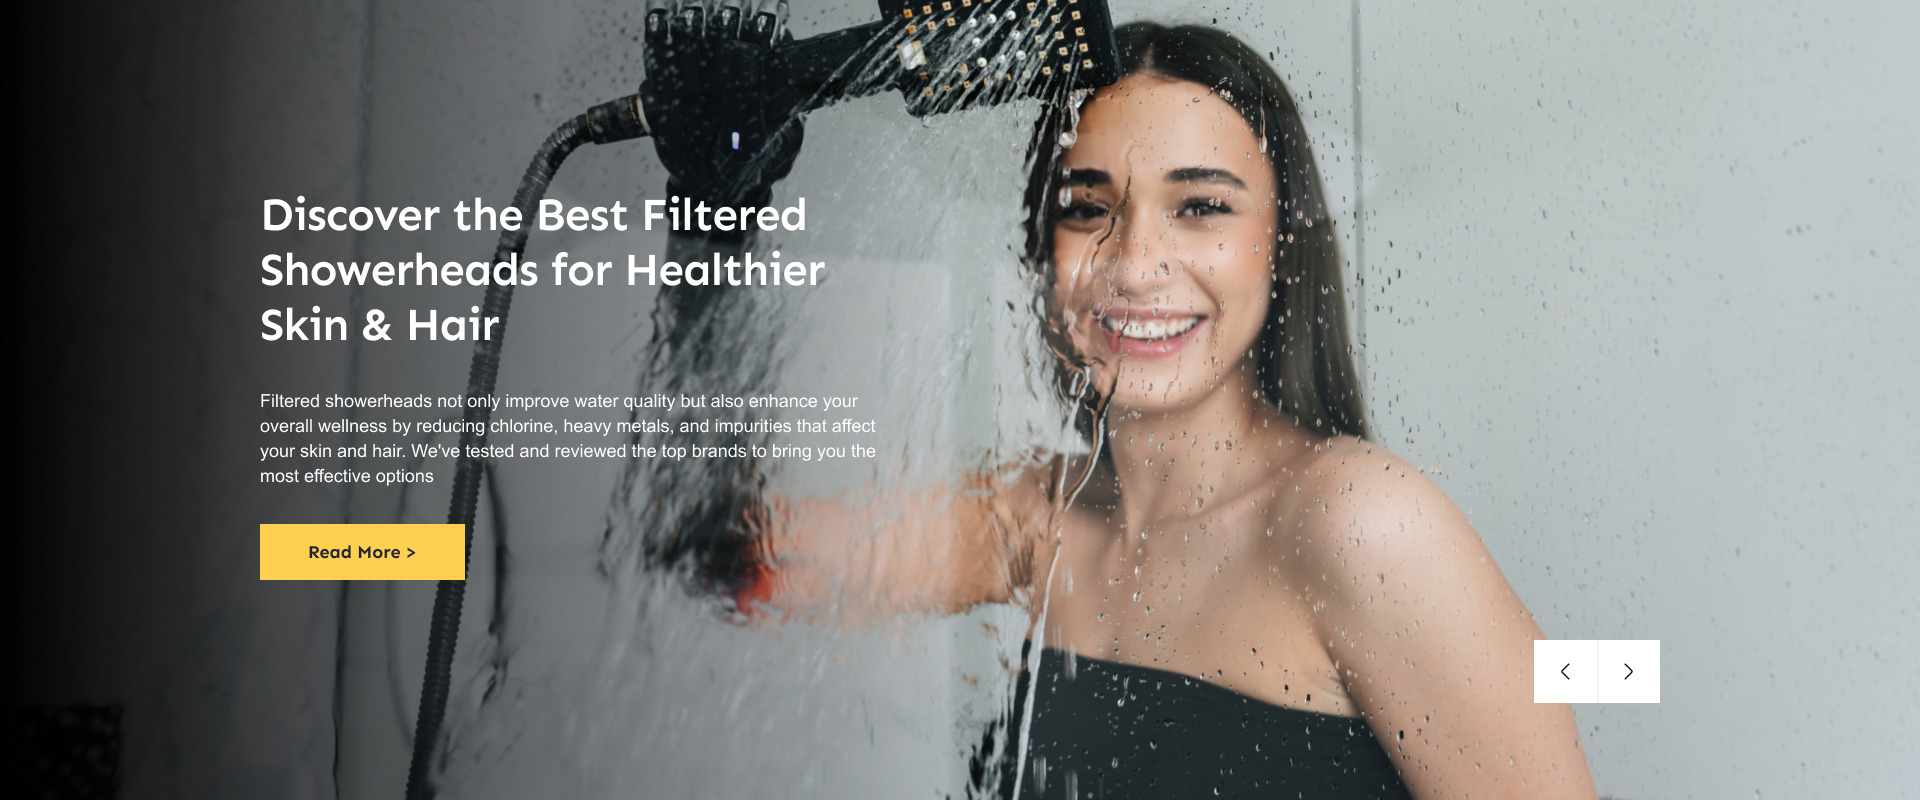 Discover the Best Filtered
Showerheads for Healthier
Skin & Hair
Filtered showerheads not only improve water quality but also enhance your
overall wellness by reducing chlorine, heavy metals, and impurities that affect
your skin and hair. We've tested and reviewed the top brands to bring you the
most effective options
Read More >